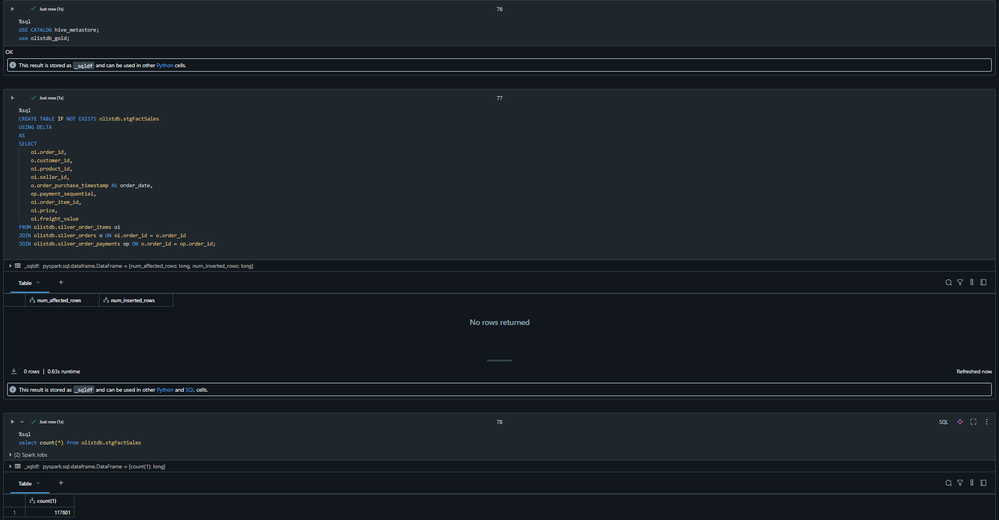 Just now (1s)
76
%sql
USE CATALOG hive_metastore;
use olistdb_gold;
OK
This result is stored as _sqldf and can be used in other Python cells.
Just now (1s)
77
%sql
CREATE TABLE IF NOT EXISTS olistdb.stgFactSales
USING DELTA
AS
SELECT
oi.order_id,
o.customer_id,
oi.product_id,
oi.seller_id,
o.order_purchase_timestamp AS order_date,
op.payment_sequential,
oi.order_item_id,
oi.price,
oi.freight_value
FROM olistdb.silver_order_items oi
JOIN olistdb.silver_orders o ON oi.order_id = o.order_id
JOIN olistdb.silver_order_payments op ON o.order_id = op.order_id;
_sqldf: pyspark.sql.dataframe.DataFrame = [num_affected_rows: long, num_inserted_rows: long]
Table +
123 num_affected_rows 123 num_inserted_rows
No rows returned
0 rows | 0.63s runtime
Refreshed now
This result is stored as _sqldf and can be used in other Python and SQL cells.
Just now (1s)
78
SQL
%sql
select count(*) from olistdb.stgFactSales
(2) Spark Jobs
_sqldf: pyspark.sql.dataframe.DataFrame = [count(1): long]
Table +
123 count(1)
1 117601